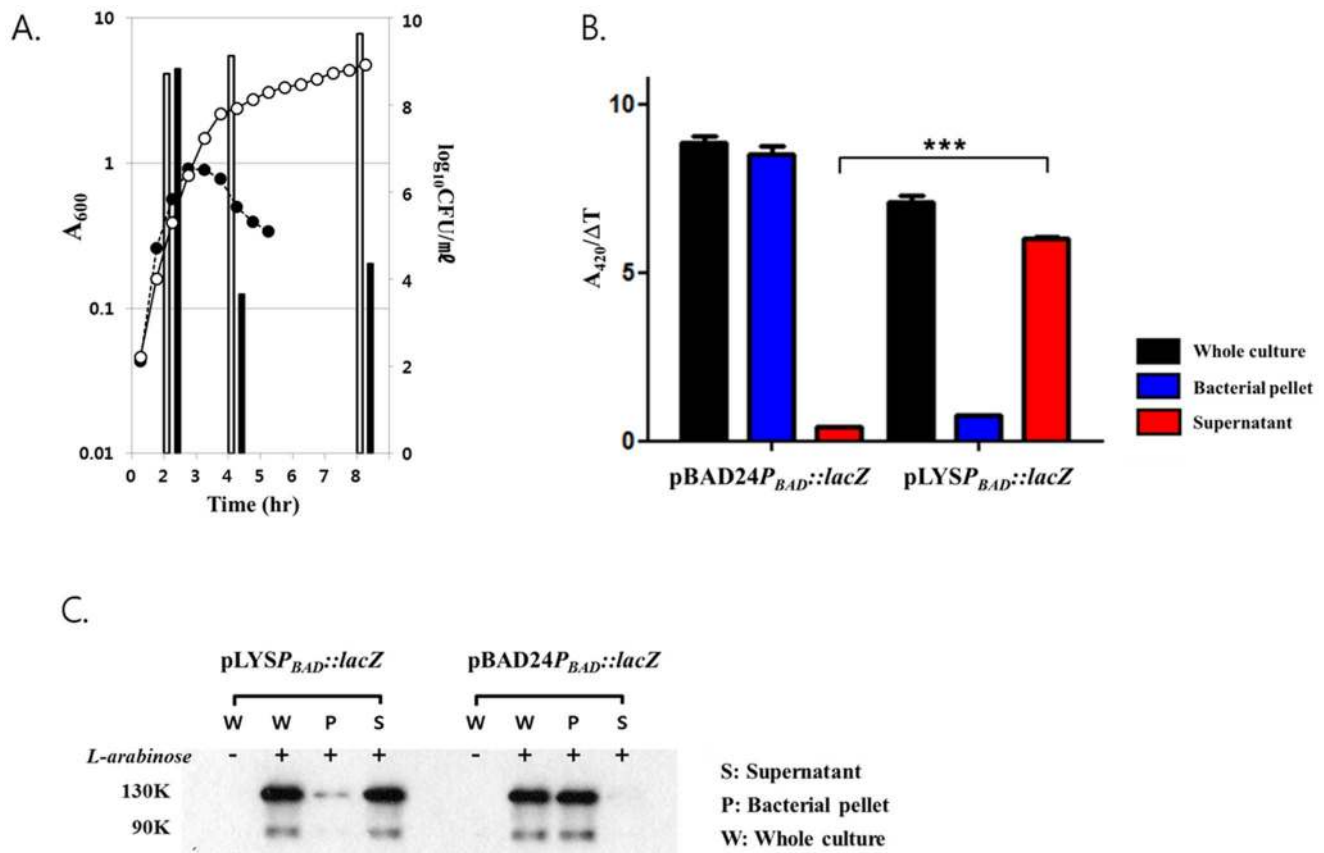 A.
10
1
0.1
0.01
A600
10
8
6
4
2
0
log10CFU/mℓ
0 2 3 4 5 6 7 8
Time (hr)
B.
10
5
0
A420/ΔT
***
pBAD24PBAD::lacZ pLYSPBAD::lacZ
Whole culture
Bacterial pellet
Supernatant
C.
pLYSPBAD::lacZ pBAD24PBAD::lacZ
W W P S W W P S
L-arabinose - + + + - + + +
130K
90K
S: Supernatant
P: Bacterial pellet
W: Whole culture